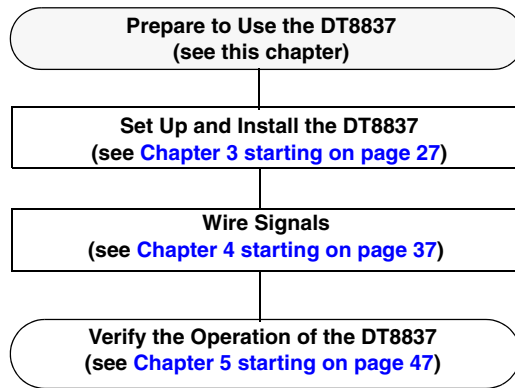 Prepare to Use the DT8837
(see this chapter)
Set Up and Install the DT8837
(see Chapter 3 starting on page 27)
Wire Signals
(see Chapter 4 starting on page 37)
Verify the Operation of the DT8837
(see Chapter 5 starting on page 47)